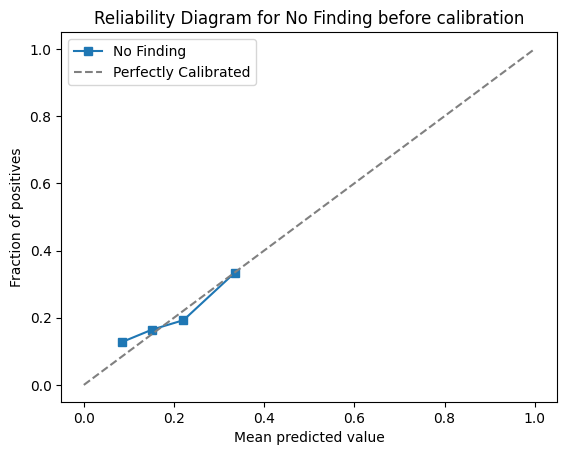 Reliability Diagram for No Finding before calibration
No Finding
Perfectly Calibrated
1.0
0.8
0.6
0.4
0.2
0.0
Fraction of positives
0.0 0.2 0.4 0.6 0.8 1.0
Mean predicted value